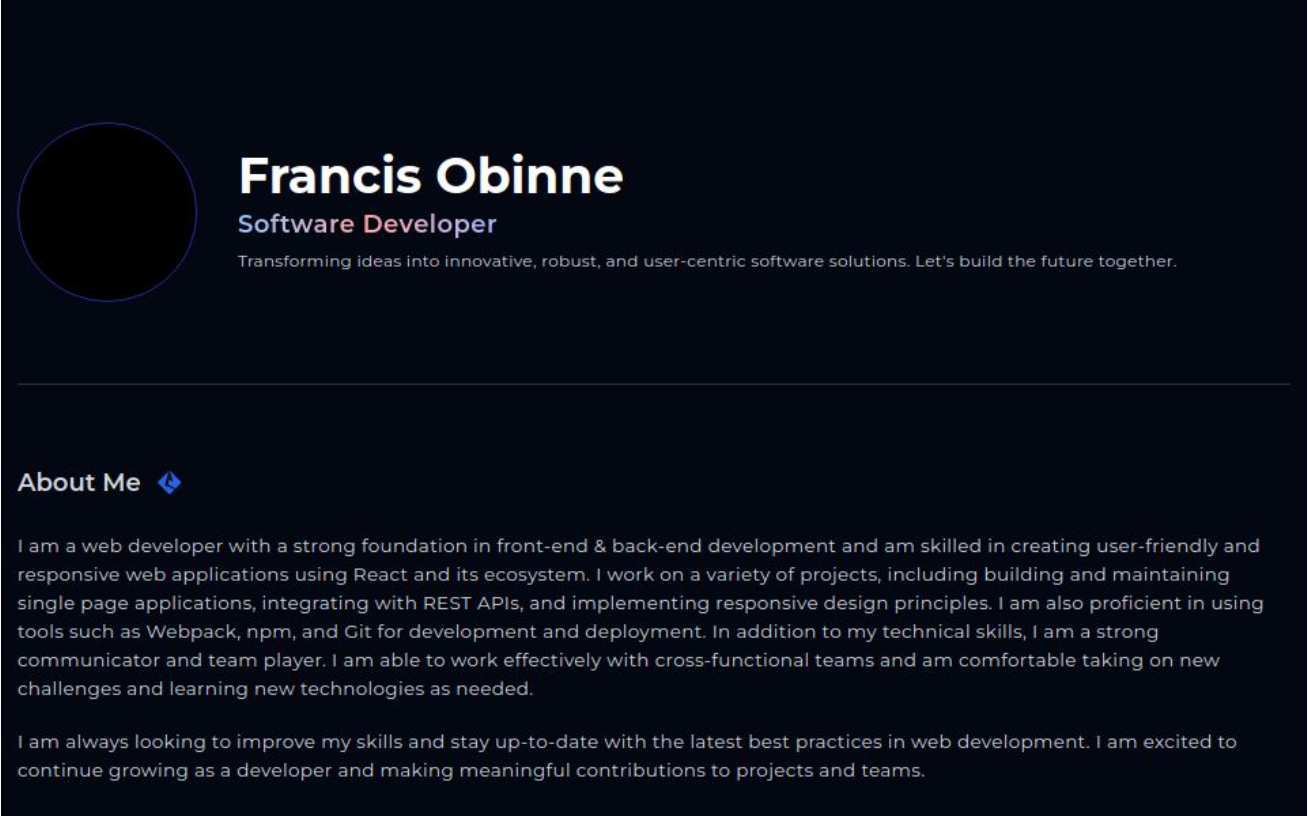 Francis Obinne
Software Developer
Transforming ideas into innovative, robust, and user-centric software solutions. Let's build the future together.
About Me
I am a web developer with a strong foundation in front-end & back-end development and am skilled in creating user-friendly and
responsive web applications using React and its ecosystem. I work on a variety of projects, including building and maintaining
single page applications, integrating with REST APIs, and implementing responsive design principles. I am also proficient in using
tools such as Webpack, npm, and Git for development and deployment. In addition to my technical skills, I am a strong
communicator and team player. I am able to work effectively with cross-functional teams and am comfortable taking on new
challenges and learning new technologies as needed.
I am always looking to improve my skills and stay up-to-date with the latest best practices in web development. I am excited to
continue growing as a developer and making meaningful contributions to projects and teams.